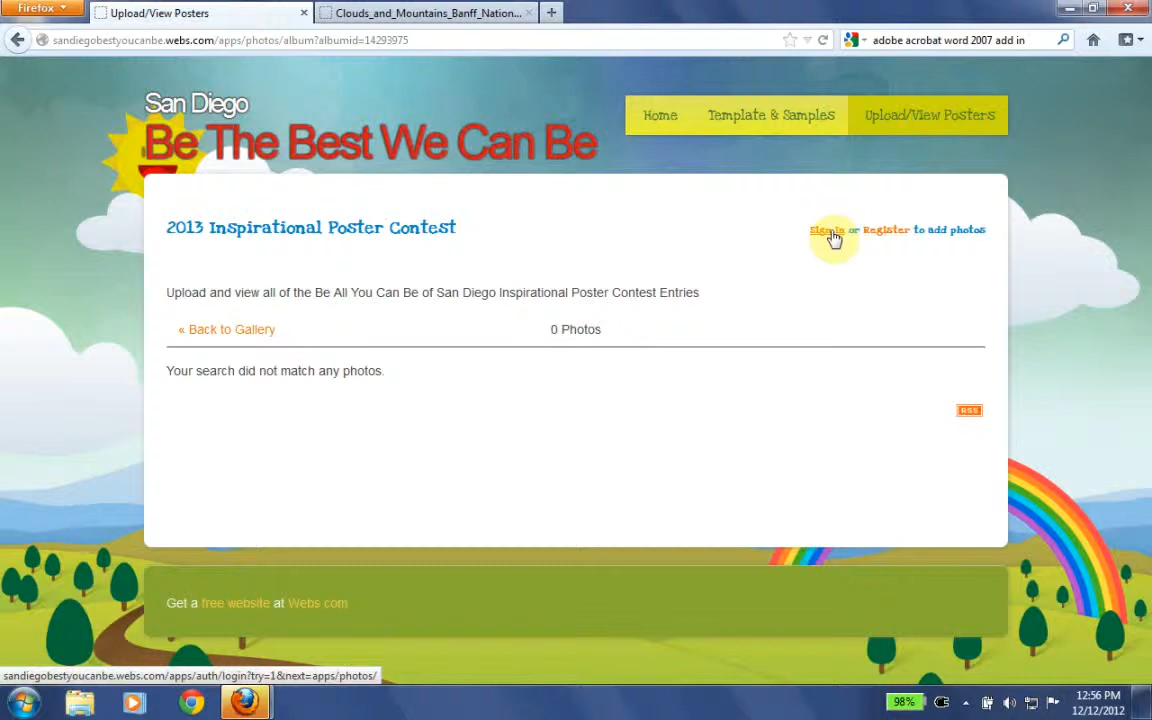 Firefox
Upload/View Posters
Clouds_and_Mountains_Banff_Nation...
sandiegobestyoucanbe.webs.com/apps/photos/album?albumid=14293975
adobe acrobat word 2007 add in
San Diego
Be The Best We Can Be
Home
Template & Samples
Upload/View Posters
2013 Inspirational Poster Contest
Sign In or Register to add photos
Upload and view all of the Be All You Can Be of San Diego Inspirational Poster Contest Entries
« Back to Gallery
0 Photos
Your search did not match any photos.
RSS
Get a free website at Webs.com
sandiegobestyoucanbe.webs.com/apps/auth/login?try=1&next=apps/photos/
98%
12:56 PM
12/12/2012